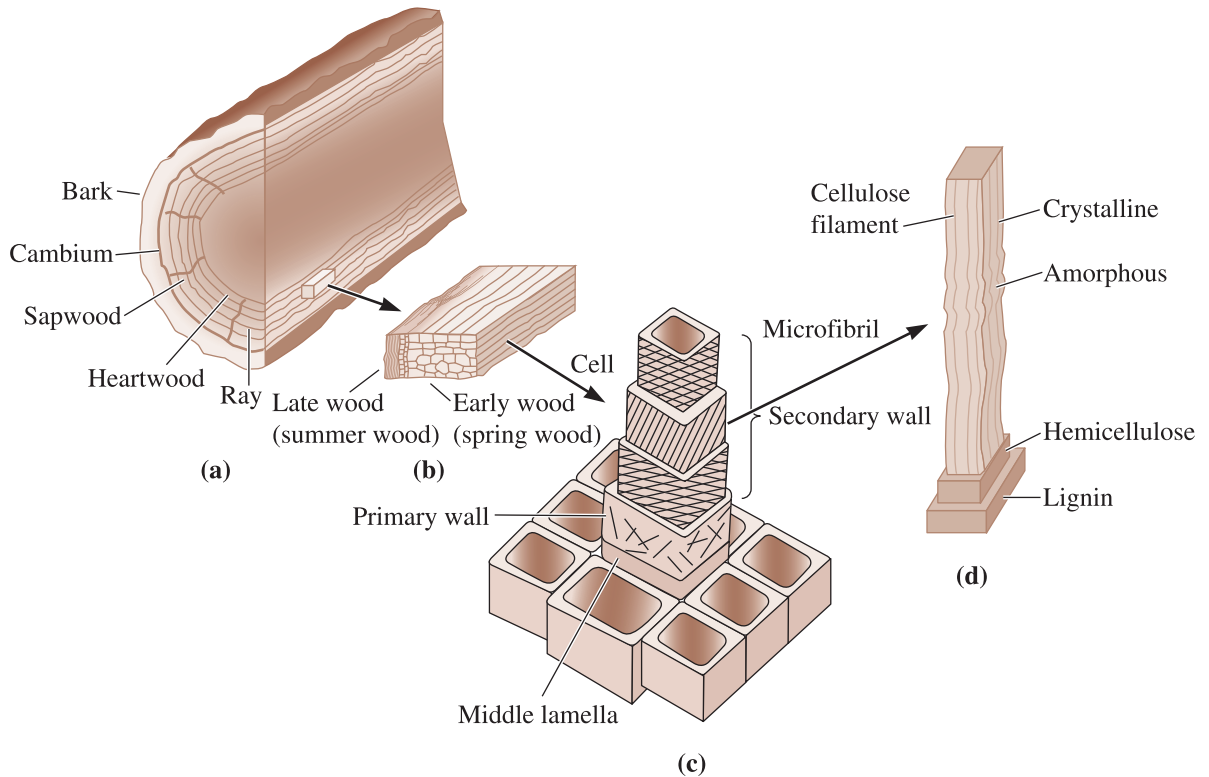 Bark
Cambium
Sapwood
Heartwood
Ray
(a)
Late wood
(summer wood)
Early wood
(spring wood)
(b)
Cell
Microfibril
Secondary wall
Primary wall
Middle lamella
(c)
Cellulose
filament
Crystalline
Amorphous
Hemicellulose
Lignin
(d)